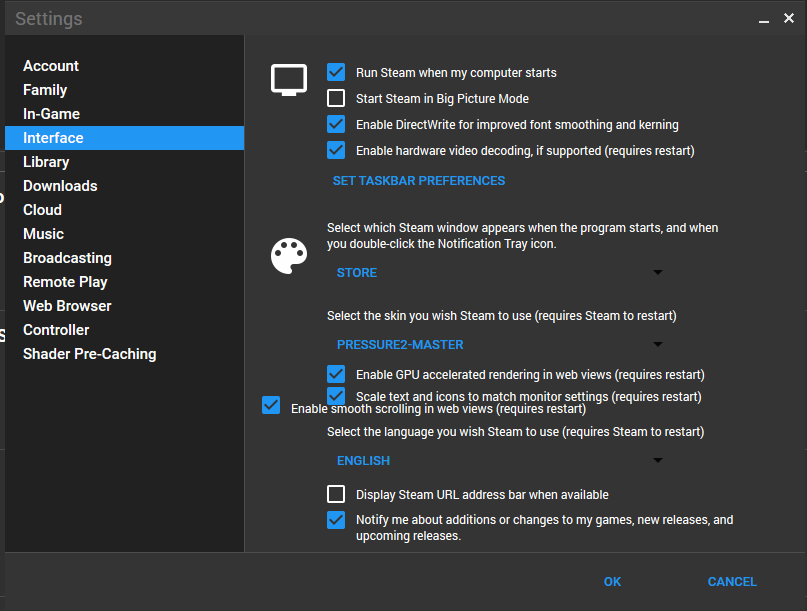 Settings
Account
Family
In-Game
Interface
Library
Downloads
Cloud
Music
Broadcasting
Remote Play
Web Browser
Controller
Shader Pre-Caching
Run Steam when my computer starts
Start Steam in Big Picture Mode
Enable DirectWrite for improved font smoothing and kerning
Enable hardware video decoding, if supported (requires restart)
SET TASKBAR PREFERENCES
Select which Steam window appears when the program starts, and when
you double-click the Notification Tray icon.
STORE
Select the skin you wish Steam to use (requires Steam to restart)
PRESSURE2-MASTER
Enable GPU accelerated rendering in web views (requires restart)
Scale text and icons to match monitor settings (requires restart)
Enable smooth scrolling in web views (requires restart)
Select the language you wish Steam to use (requires Steam to restart)
ENGLISH
Display Steam URL address bar when available
Notify me about additions or changes to my games, new releases, and
upcoming releases.
OK
CANCEL